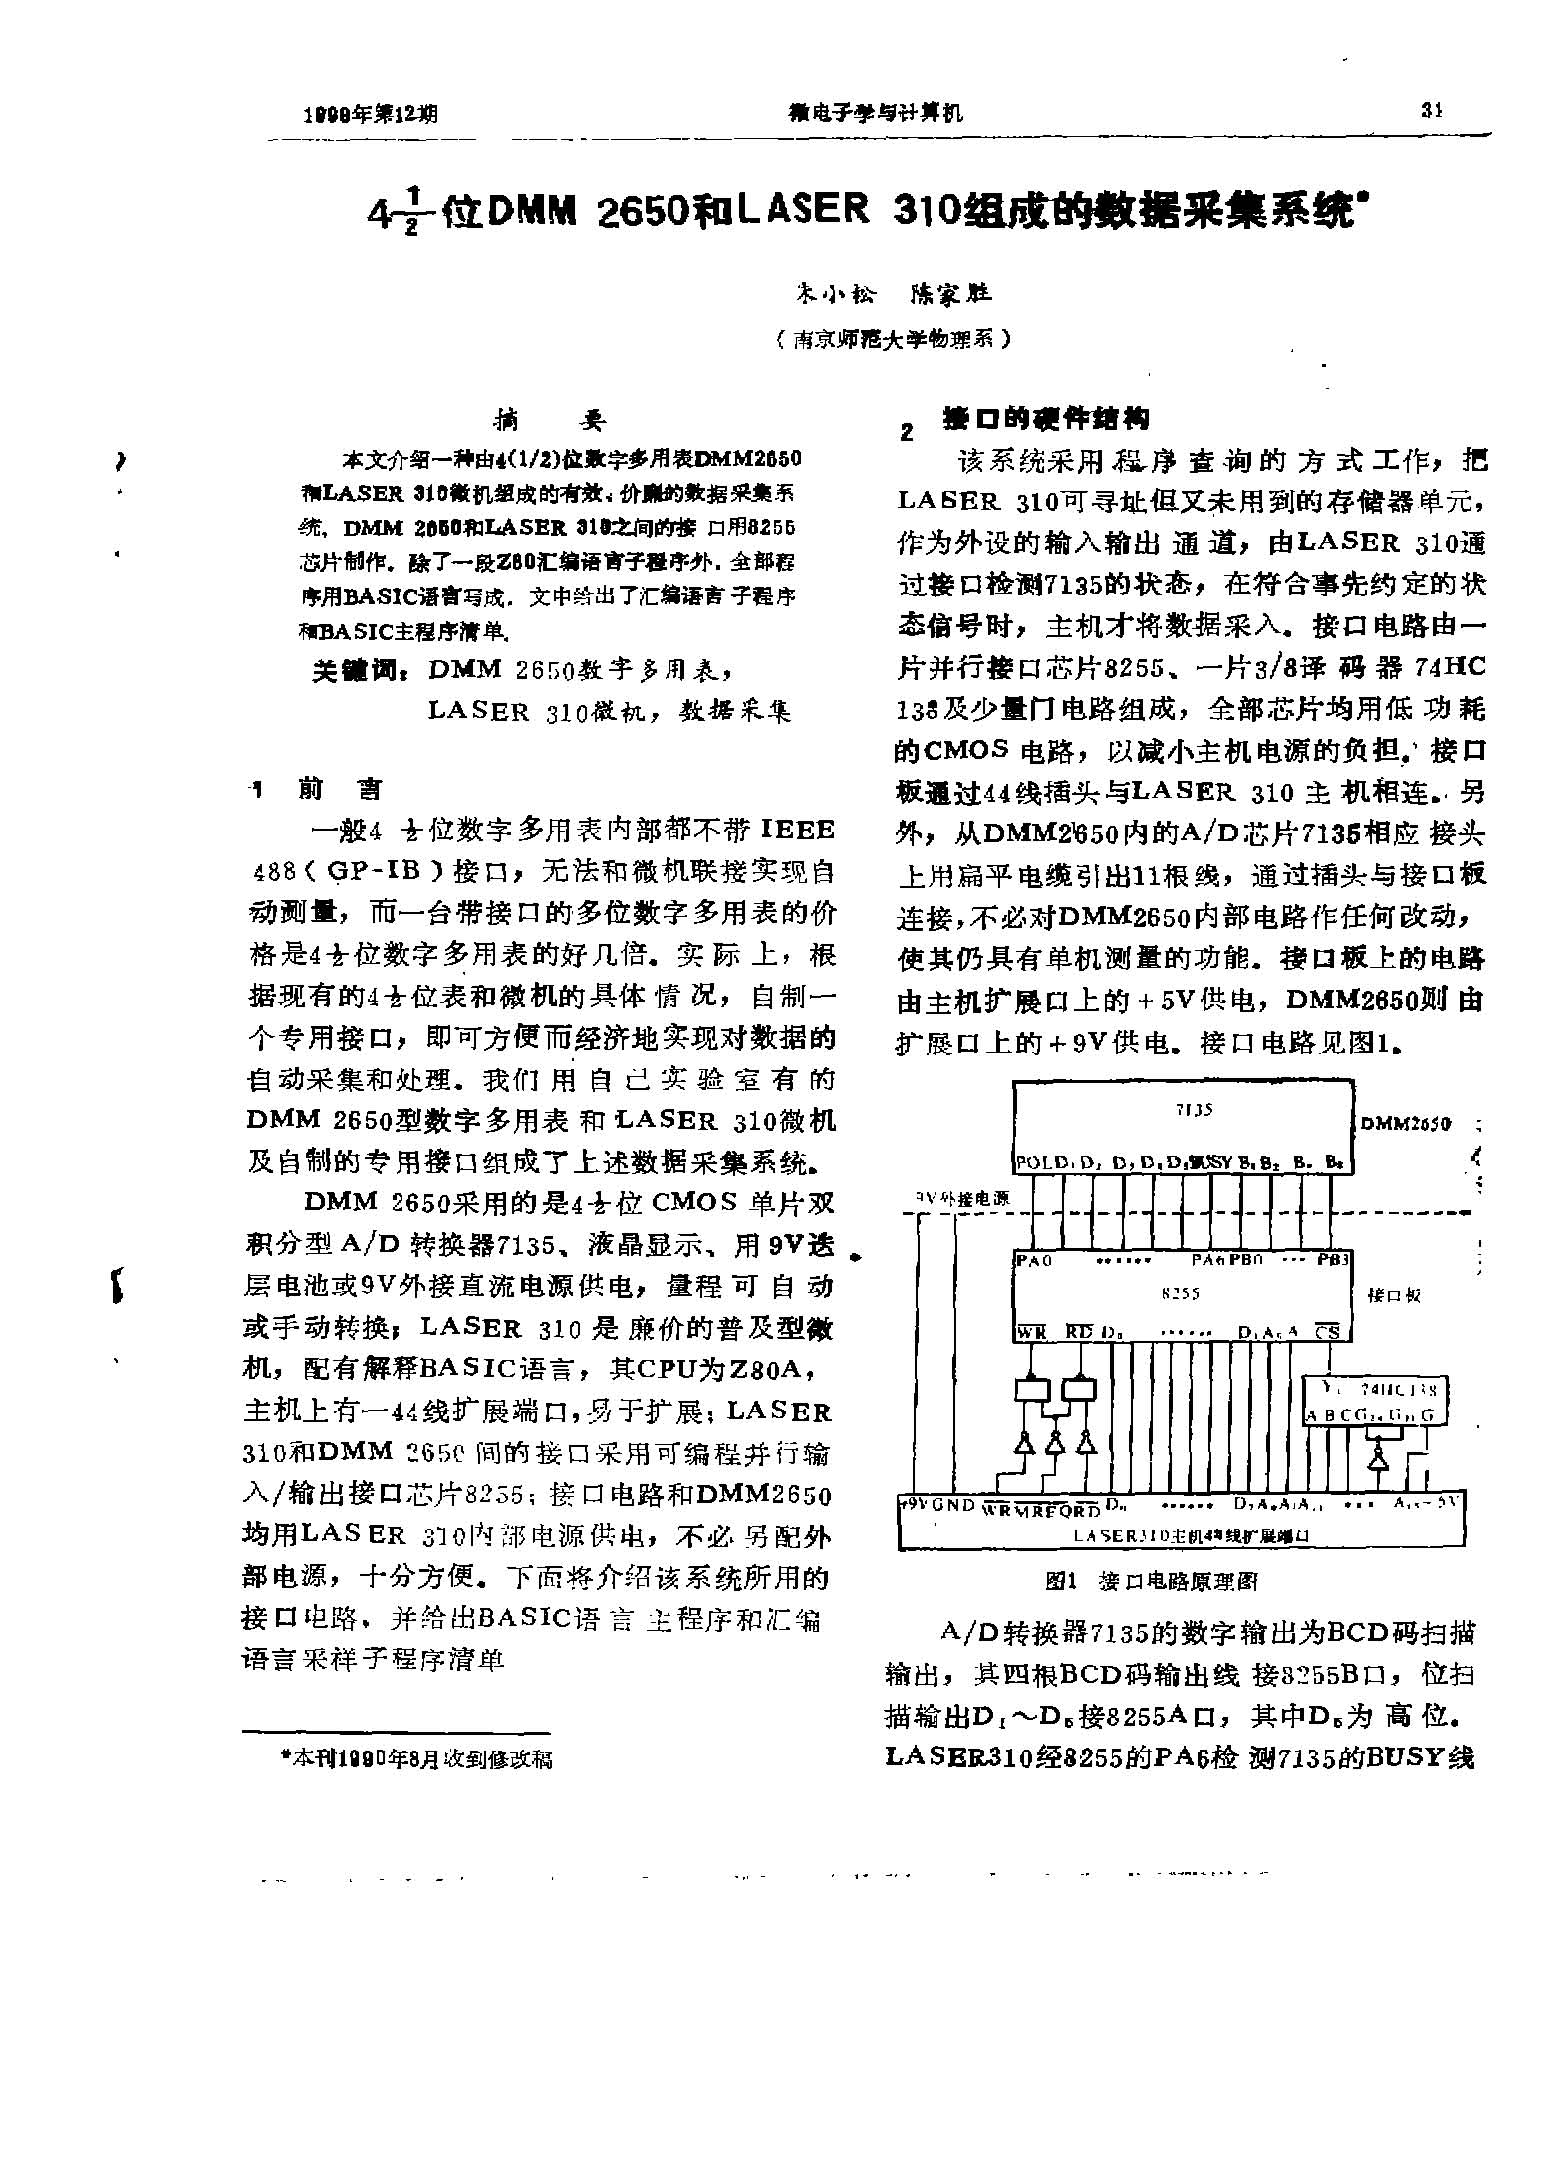 1990年第12期
微电子学与计算机
31
4 1/2 位DMM 2650和LASER 310组成的数据采集系统*
朱小松 陈家胜
(南京师范大学物理系)
摘 要
本文介绍一种由4(1/2)位数字多用表DMM2650
和LASER 310微机组成的有效、价廉的数据采集系
统，DMM 2650和LASER 310之间的接 口用8255
芯片制作。除了一段Z80汇编语言子程序外，全部程
序用BASIC语言写成．文中给出了汇编语言 子程序
和BASIC主程序清单。
关键词：DMM 2650数字多用表，
LASER 310微机，数据采集
1 前 言
一般4 ½位数字多用表内部都不带 IEEE
488(GP-IB)接口，无法和微机联接实现自
动测量，而一台带接口的多位数字多用表的价
格是4½位数字多用表的好几倍。实 际 上，根
据现有的4½位表和微机的具体 情 况，自制一
个专用接口，即可方便而经济地实现对数据的
自动采集和处理。我们 用 自 己 实 验 室 有 的
DMM 2650型数字多用表 和 LASER 310微机
及自制的专用接口组成了上述数据采集系统。
DMM 2650采用的是4½位 CMOS 单片双
积分型 A/D 转换器7135、液晶显示、用 9V迭
层电池或9V外接直流电源供电，量程 可 自 动
或手动转换；LASER 310 是 廉价的普及型微
机，配有解释BASIC语言，其CPU为Z80A，
主机上有一44线扩展端口，易于扩展；LASER
310和DMM 2650 间的接口采用可编程并行输
入/输出接口芯片8255；接口电路和DMM2650
均用LASER 310内部电源供电，不必 另配外
部电源，十分方便。下面将介绍该系统所用的
接口电路，并给出BASIC语 言 主程序和汇编
语言采样子程序清单
*本刊1990年8月收到修改稿
2 接口的硬件结构
该系统采用 程序 查 询 的 方 式 工作，把
LASER 310可寻址但又未用到的存储器单元，
作为外设的输入输出 通 道，由LASER 310通
过接口检测7135的状态，在符合事先约定的状
态信号时，主机才将数据采入。接口电路由一
片并行接口芯片8255、一片3/8译 码 器 74HC
138及少量门电路组成，全部芯片均用低 功 耗
的CMOS 电路，以减小主机电源的负担。接口
板通过44线插头与LASER 310 主 机相连。另
外，从DMM2650内的A/D芯片7135相应 接头
上用扁平电缆引出11根线，通过插头与接口板
连接，不必对DMM2650内部电路作任何改动，
使其仍具有单机测量的功能。接口板上的电路
由主机扩展口上的＋5V供电，DMM2650则 由
扩展口上的＋9V供电。接口电路见图1。
7135
DMM2650
POL D₁ D₂ D₃ D₄ D₅ BUSY B₁ B₂ B₄ B₈
9V外接电源
PA0 ...... PA6 PB0 ... PB3
8255
接口板
WR RD D₀ ......
CS
74HC138
A B C
+9V GND WR MREQ RD D₀ ......
LASER310主机44线扩展端口
图1 接口电路原理图
A/D转换器7135的数字输出为BCD码扫描
输出，其四根BCD码输出线 接8255B口，位扫
描输出D₁～D₅接8255A口，其中D₅为 高 位。
LASER310经8255的PA6检 测7135的BUSY线